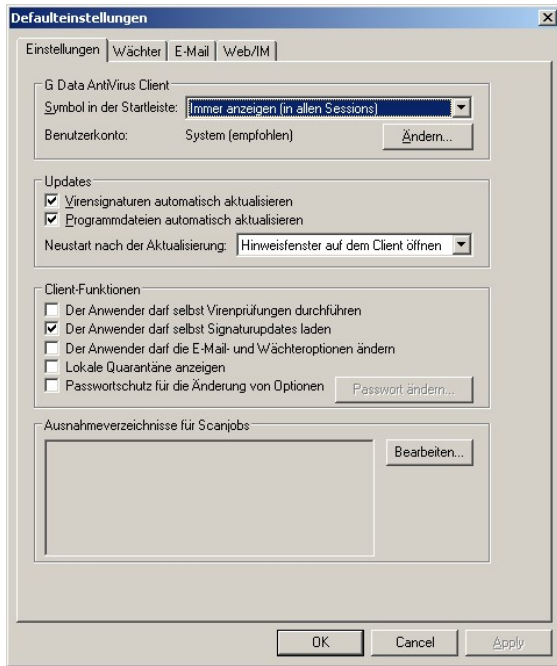 Defaulteinstellungen
Einstellungen Wächter E-Mail Web/IM
G Data AntiVirus Client
Symbol in der Startleiste: Immer anzeigen (in allen Sessions)
Benutzerkonto: System (empfohlen) Ändern...
Updates
Virensignaturen automatisch aktualisieren
Programmdateien automatisch aktualisieren
Neustart nach der Aktualisierung: Hinweisfenster auf dem Client öffnen
Client-Funktionen
Der Anwender darf selbst Virenprüfungen durchführen
Der Anwender darf selbst Signaturupdates laden
Der Anwender darf die E-Mail- und Wächteroptionen ändern
Lokale Quarantäne anzeigen
Passwortschutz für die Änderung von Optionen Passwort ändern...
Ausnahmeverzeichnisse für Scanjobs
Bearbeiten...
OK Cancel Apply